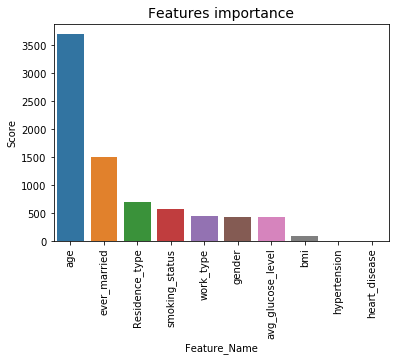 Features importance
Score
3500
3000
2500
2000
1500
1000
500
0
age
ever_married
Residence_type
smoking_status
work_type
gender
avg_glucose_level
bmi
hypertension
heart_disease
Feature_Name